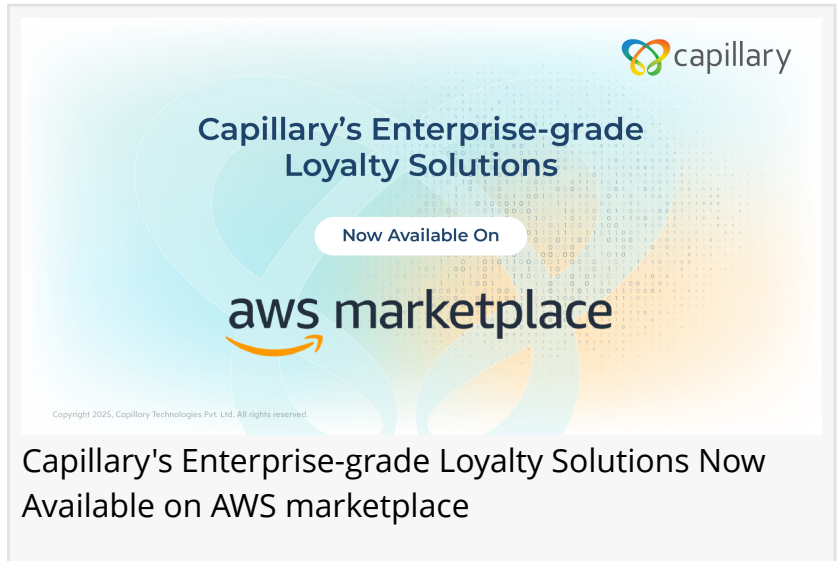 capillary
Capillary’s Enterprise-grade
Loyalty Solutions
Now Available On
aws marketplace
Copyright 2025, Capillary Technologies Pvt. Ltd. All rights reserved.
Capillary's Enterprise-grade Loyalty Solutions Now
Available on AWS marketplace